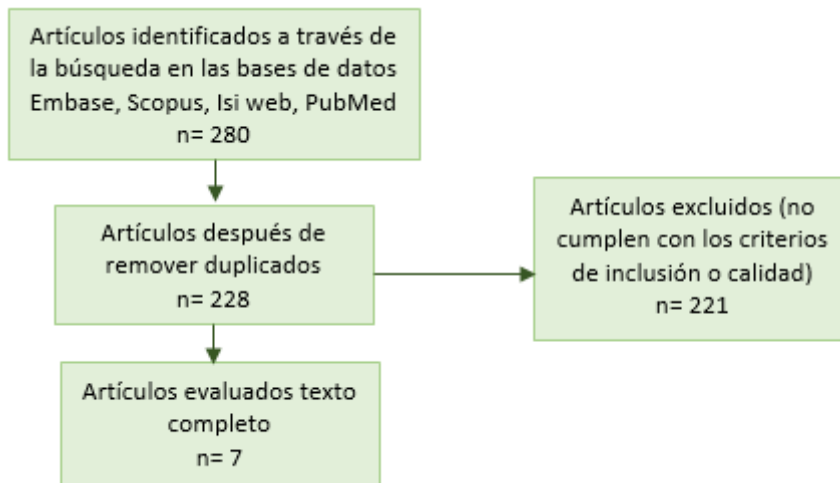 Artículos identificados a través de
la búsqueda en las bases de datos
Embase, Scopus, Isi web, PubMed
n= 280
Artículos después de
remover duplicados
n= 228
Artículos excluidos (no
cumplen con los criterios
de inclusión o calidad)
n= 221
Artículos evaluados texto
completo
n= 7